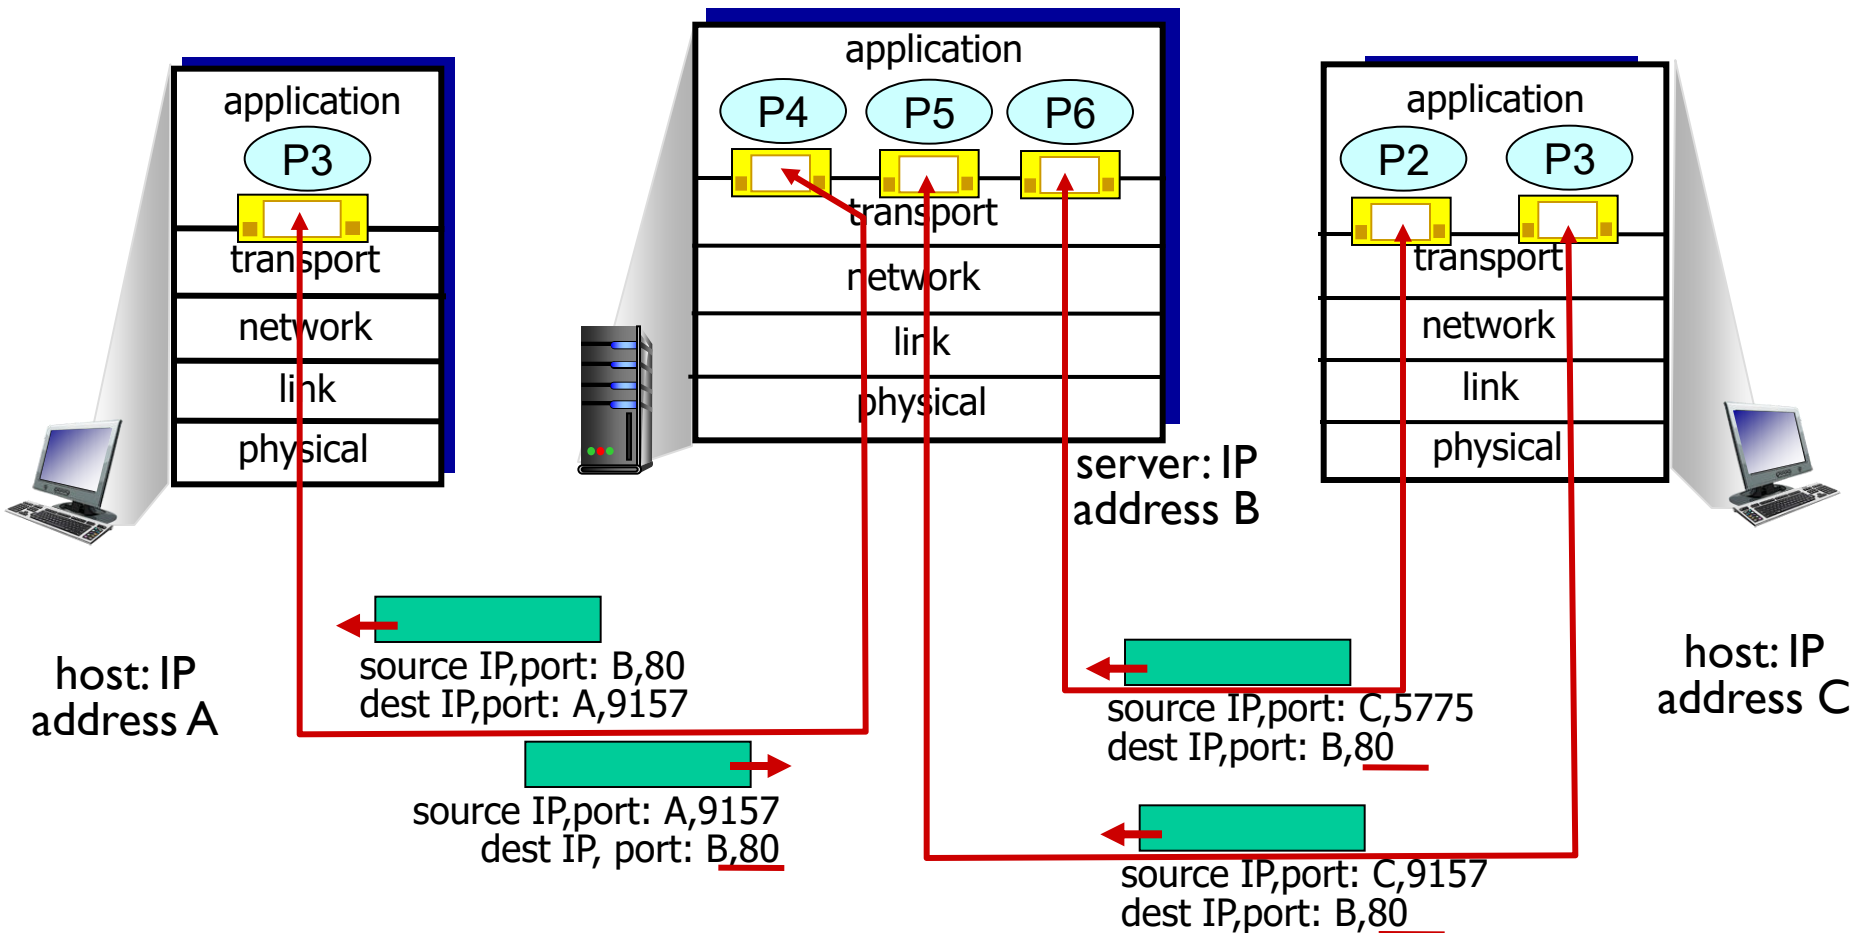 application
P3
transport
network
link
physical
host: IP
address A
application
P4
P5
P6
transport
network
link
physical
server: IP
address B
application
P2
P3
transport
network
link
physical
host: IP
address C
source IP,port: B,80
dest IP,port: A,9157
source IP,port: A,9157
dest IP, port: B,80
source IP,port: C,5775
dest IP,port: B,80
source IP,port: C,9157
dest IP,port: B,80